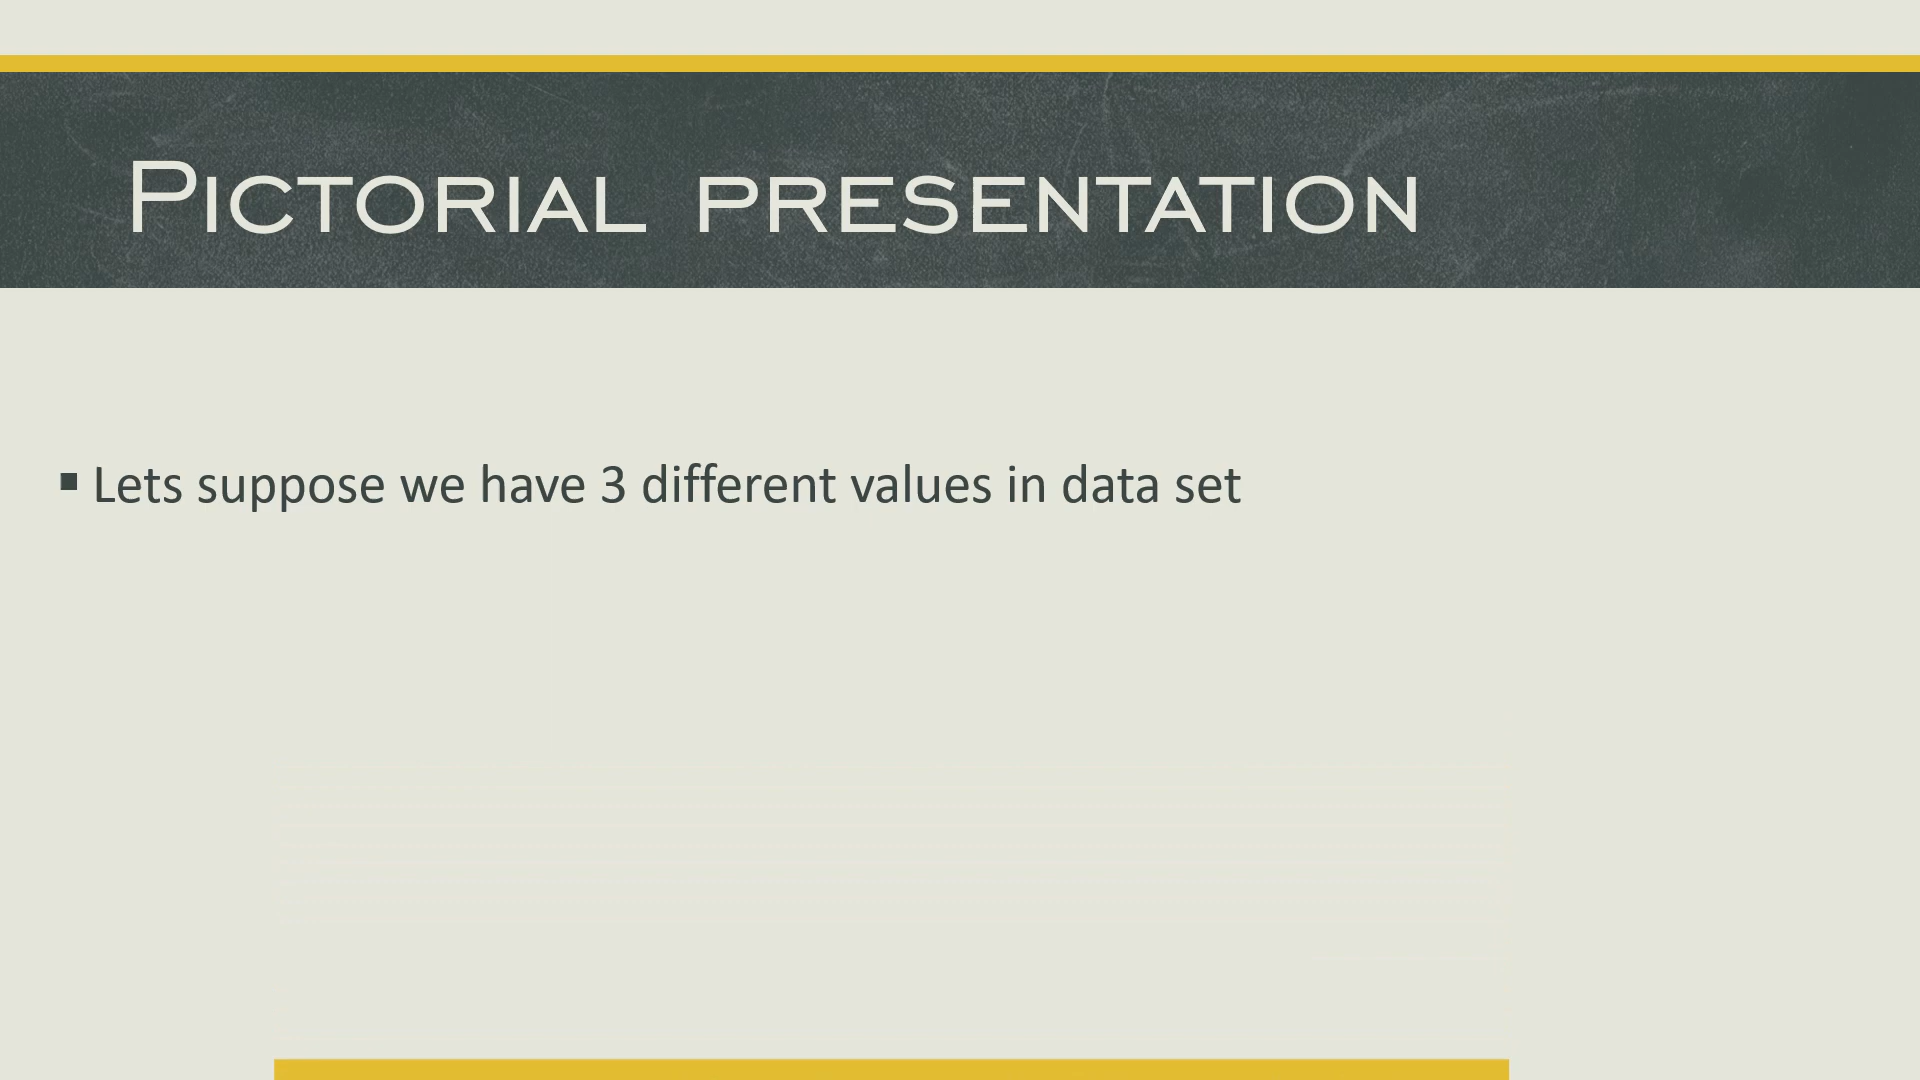 Pictorial presentation
▪ Lets suppose we have 3 different values in data set